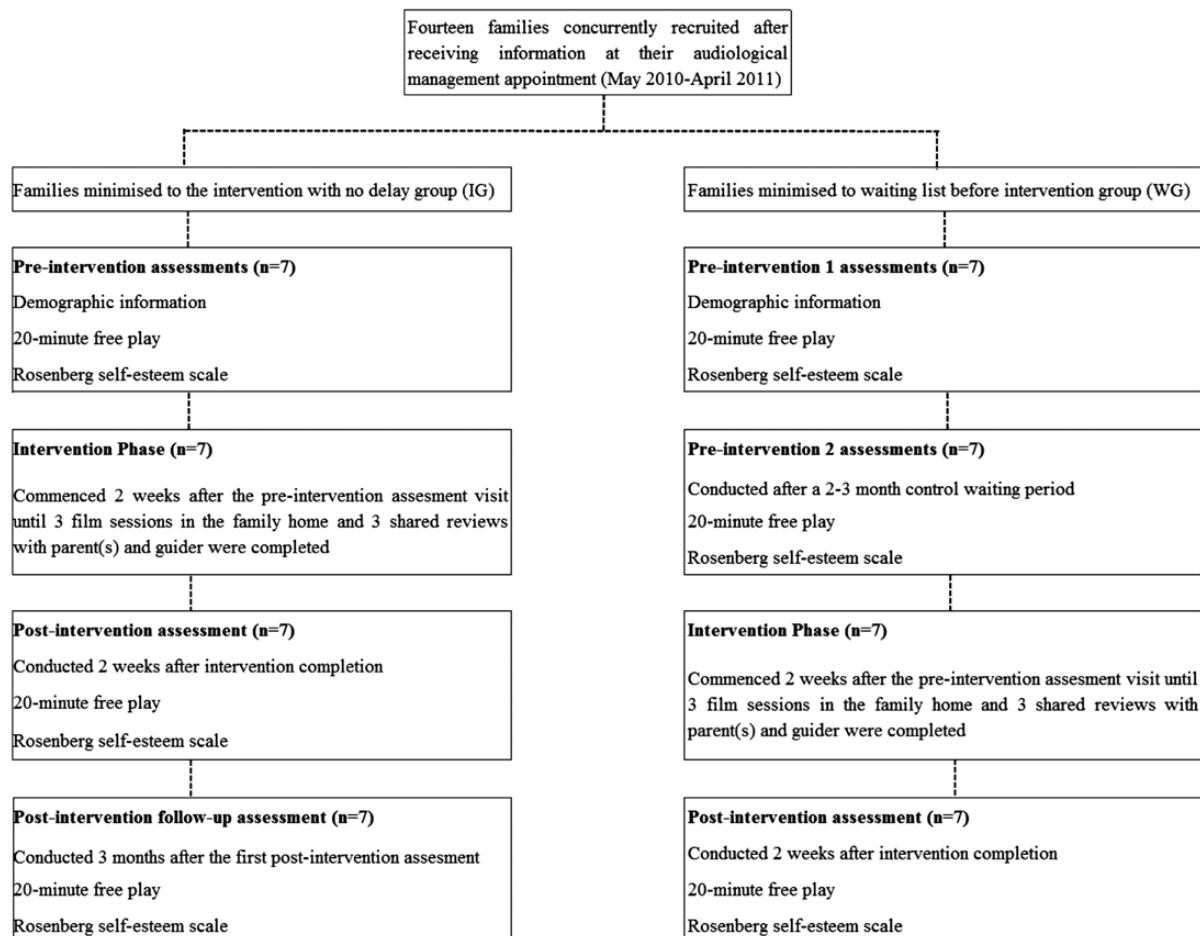 Fourteen families concurrently recruited after
receiving information at their audiological
management appointment (May 2010-April 2011)
Families minimised to the intervention with no delay group (IG)
Pre-intervention assessments (n=7)
Demographic information
20-minute free play
Rosenberg self-esteem scale
Intervention Phase (n=7)
Commenced 2 weeks after the pre-intervention assesment visit
until 3 film sessions in the family home and 3 shared reviews
with parent(s) and guider were completed
Post-intervention assessment (n=7)
Conducted 2 weeks after intervention completion
20-minute free play
Rosenberg self-esteem scale
Post-intervention follow-up assessment (n=7)
Conducted 3 months after the first post-intervention assesment
20-minute free play
Rosenberg self-esteem scale
Families minimised to waiting list before intervention group (WG)
Pre-intervention 1 assessments (n=7)
Demographic information
20-minute free play
Rosenberg self-esteem scale
Pre-intervention 2 assessments (n=7)
Conducted after a 2-3 month control waiting period
20-minute free play
Rosenberg self-esteem scale
Intervention Phase (n=7)
Commenced 2 weeks after the pre-intervention assesment visit until
3 film sessions in the family home and 3 shared reviews with
parent(s) and guider were completed
Post-intervention assessment (n=7)
Conducted 2 weeks after intervention completion
20-minute free play
Rosenberg self-esteem scale